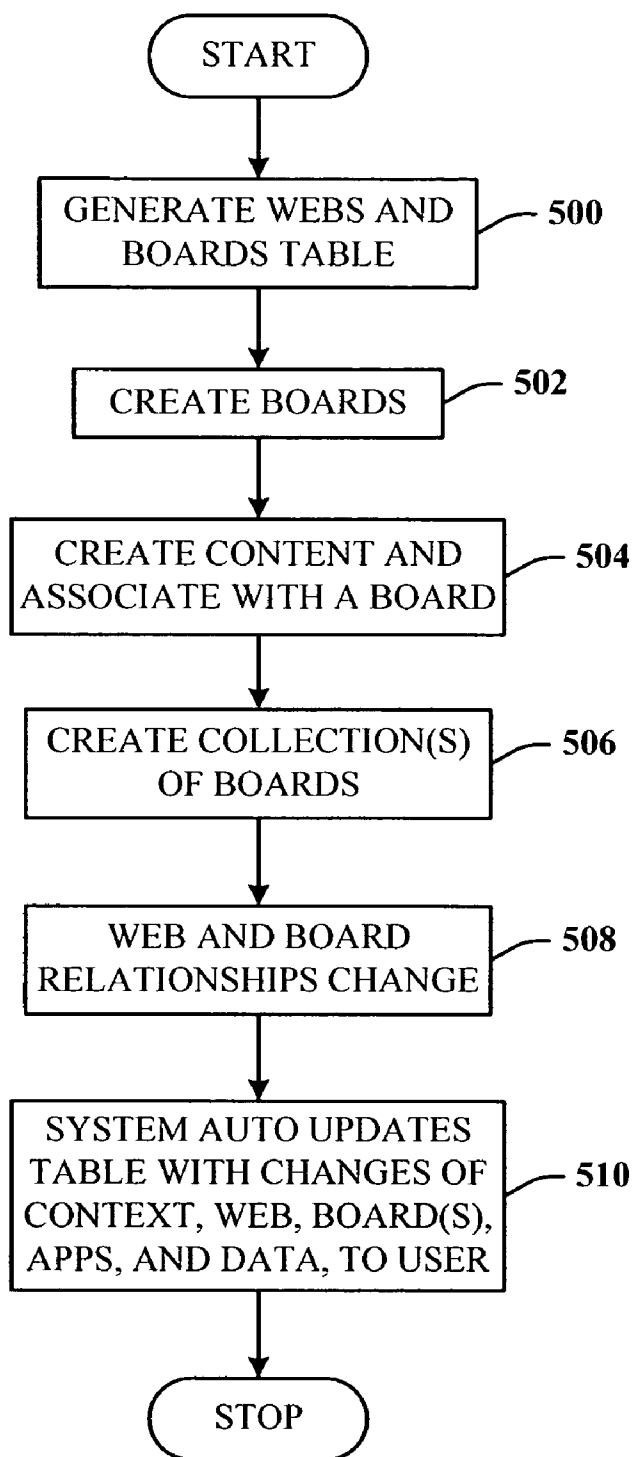 START
GENERATE WEBS AND
BOARDS TABLE
500
CREATE BOARDS
502
CREATE CONTENT AND
ASSOCIATE WITH A BOARD
504
CREATE COLLECTION(S)
OF BOARDS
506
WEB AND BOARD
RELATIONSHIPS CHANGE
508
SYSTEM AUTO UPDATES
TABLE WITH CHANGES OF
CONTEXT, WEB, BOARD(S),
APPS, AND DATA, TO USER
510
STOP